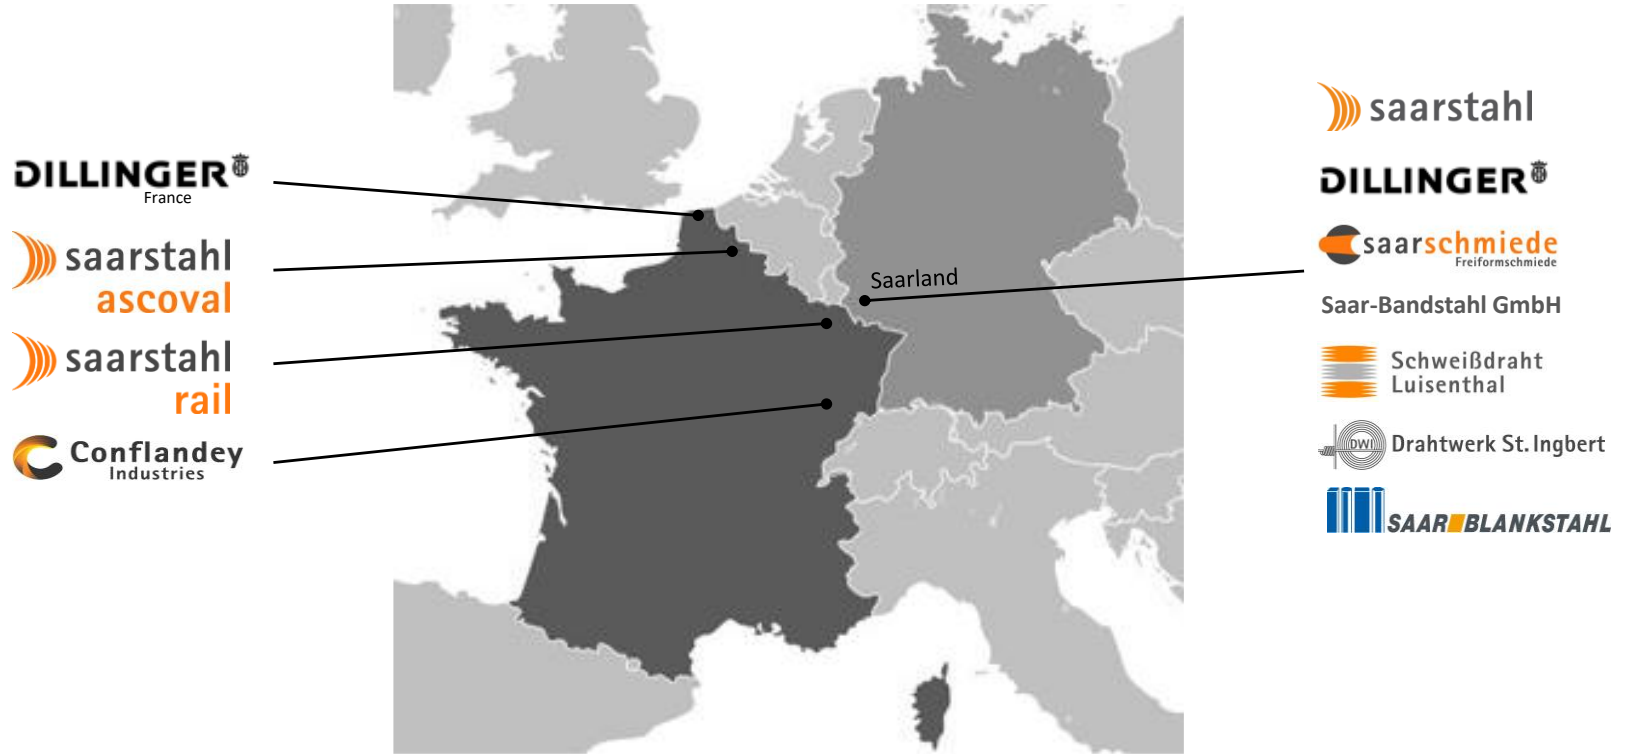 DILLINGER
France
saarstahl
ascoval
saarstahl
rail
Conflandey
Industries
Saarland
saarstahl
DILLINGER
saarschmiede
Freiformschmiede
Saar-Bandstahl GmbH
Schweißdraht
Luisenthal
DWI
Drahtwerk St. Ingbert
SAAR BLANKSTAHL